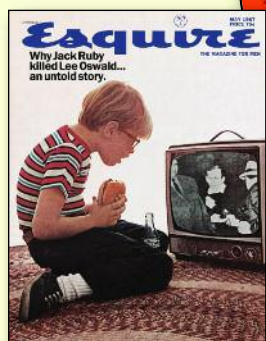 MAY 1967
PRICE 75¢
Esquire
THE MAGAZINE FOR MEN
Why Jack Ruby
killed Lee Oswald...
an untold story.